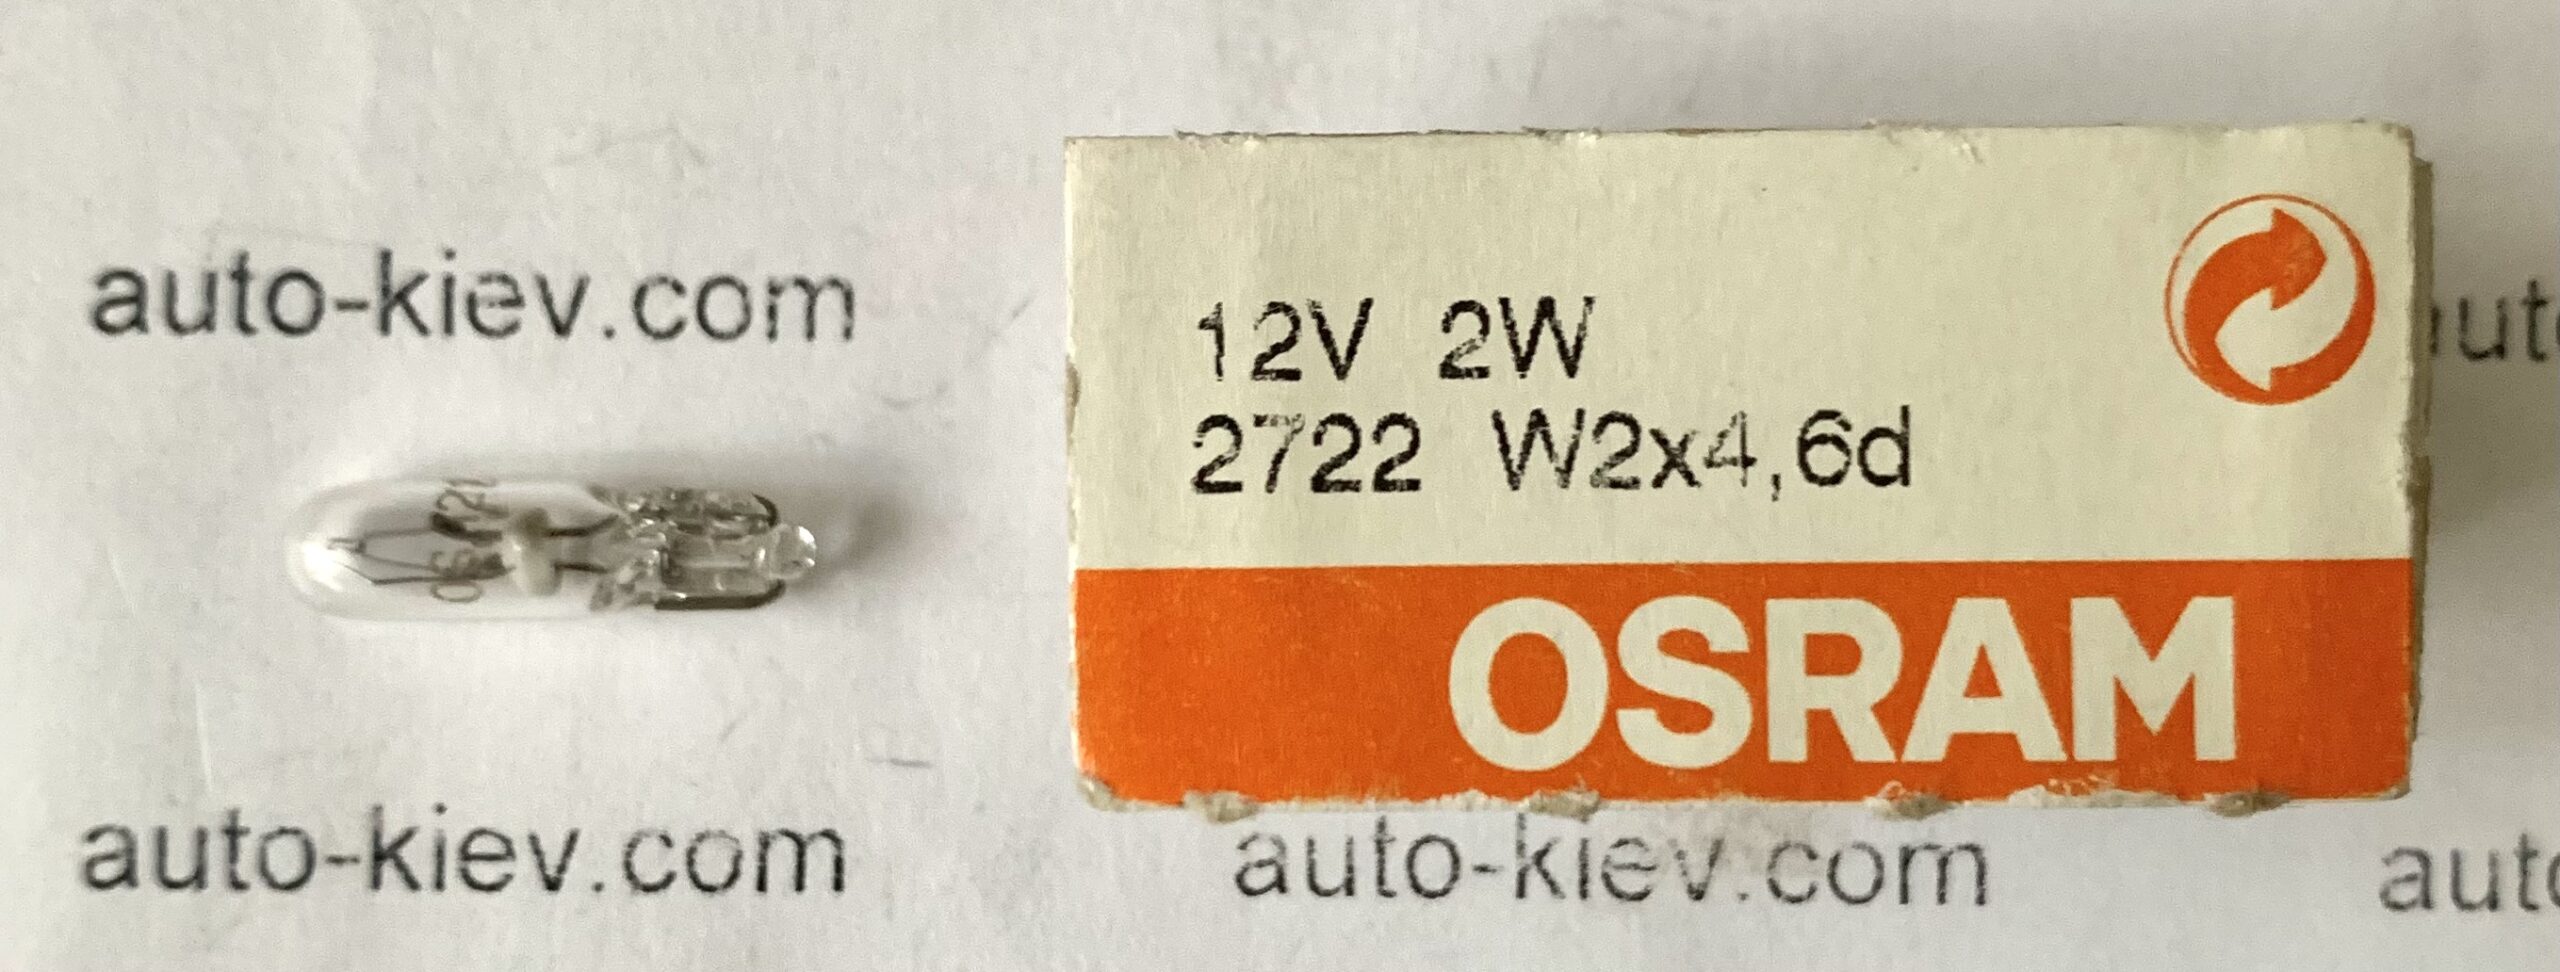 auto-kiev.com
12V 2W
2722 W2x4,6d
OSRAM
auto-kiev.com
auto-kiev.com